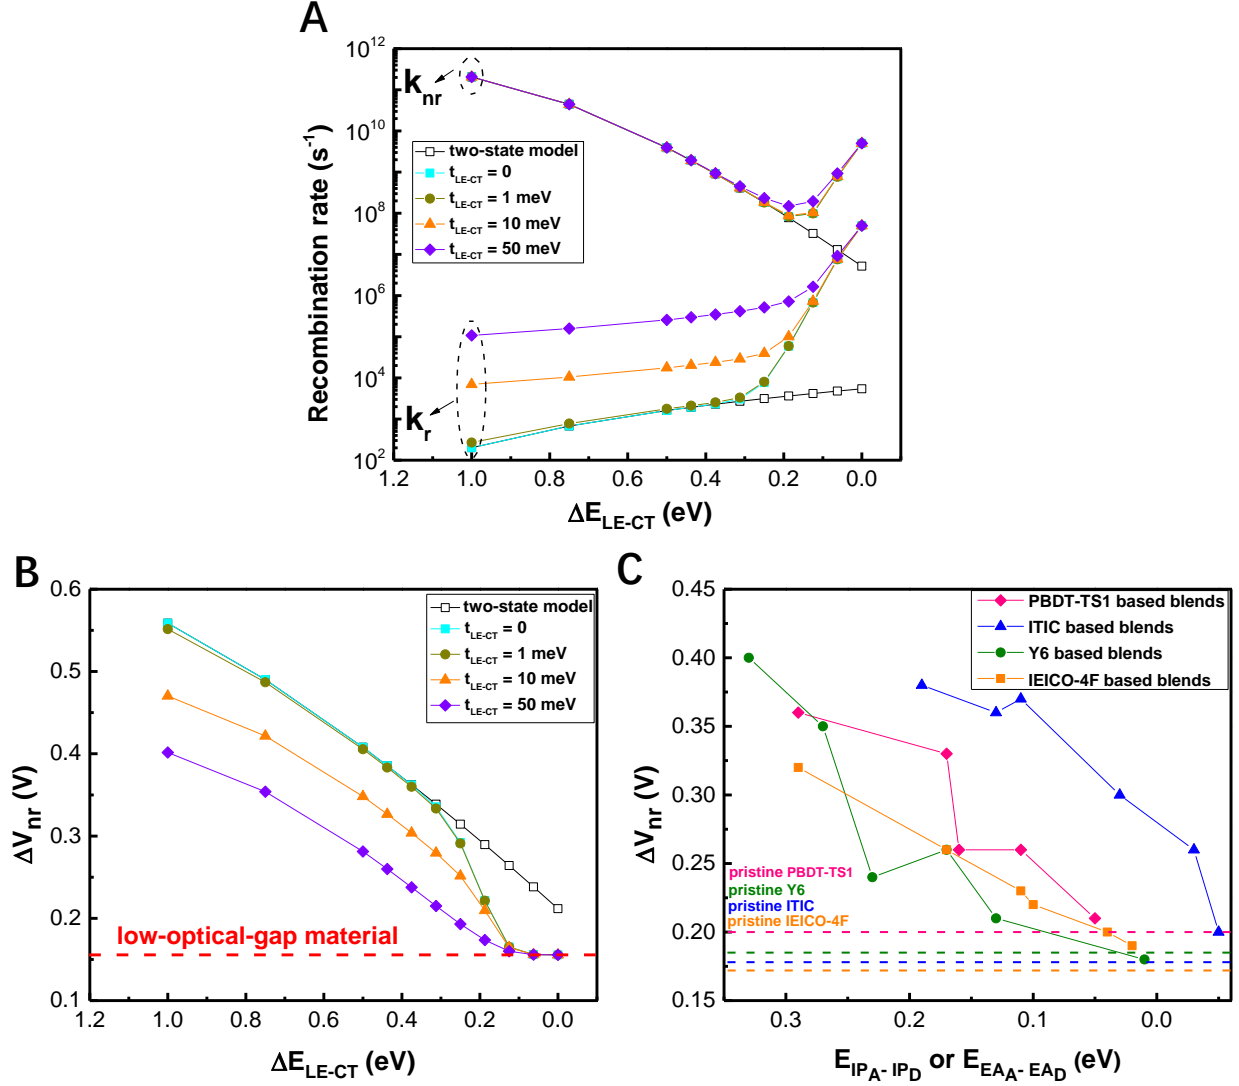 A
10^12
10^10
10^8
10^6
10^4
10^2
Recombination rate (s^-1)
k_nr
k_r
two-state model
t_LE-CT = 0
t_LE-CT = 1 meV
t_LE-CT = 10 meV
t_LE-CT = 50 meV
1.2 1.0 0.8 0.6 0.4 0.2 0.0
ΔE_LE-CT (eV)
B
0.6
0.5
0.4
0.3
0.2
0.1
ΔV_nr (V)
two-state model
t_LE-CT = 0
t_LE-CT = 1 meV
t_LE-CT = 10 meV
t_LE-CT = 50 meV
low-optical-gap material
1.2 1.0 0.8 0.6 0.4 0.2 0.0
ΔE_LE-CT (eV)
C
0.45
0.40
0.35
0.30
0.25
0.20
0.15
ΔV_nr (V)
PBDT-TS1 based blends
ITIC based blends
Y6 based blends
IEICO-4F based blends
pristine PBDT-TS1
pristine Y6
pristine ITIC
pristine IEICO-4F
0.3 0.2 0.1 0.0
E_IP_A- IP_D or E_EA_A- EA_D (eV)